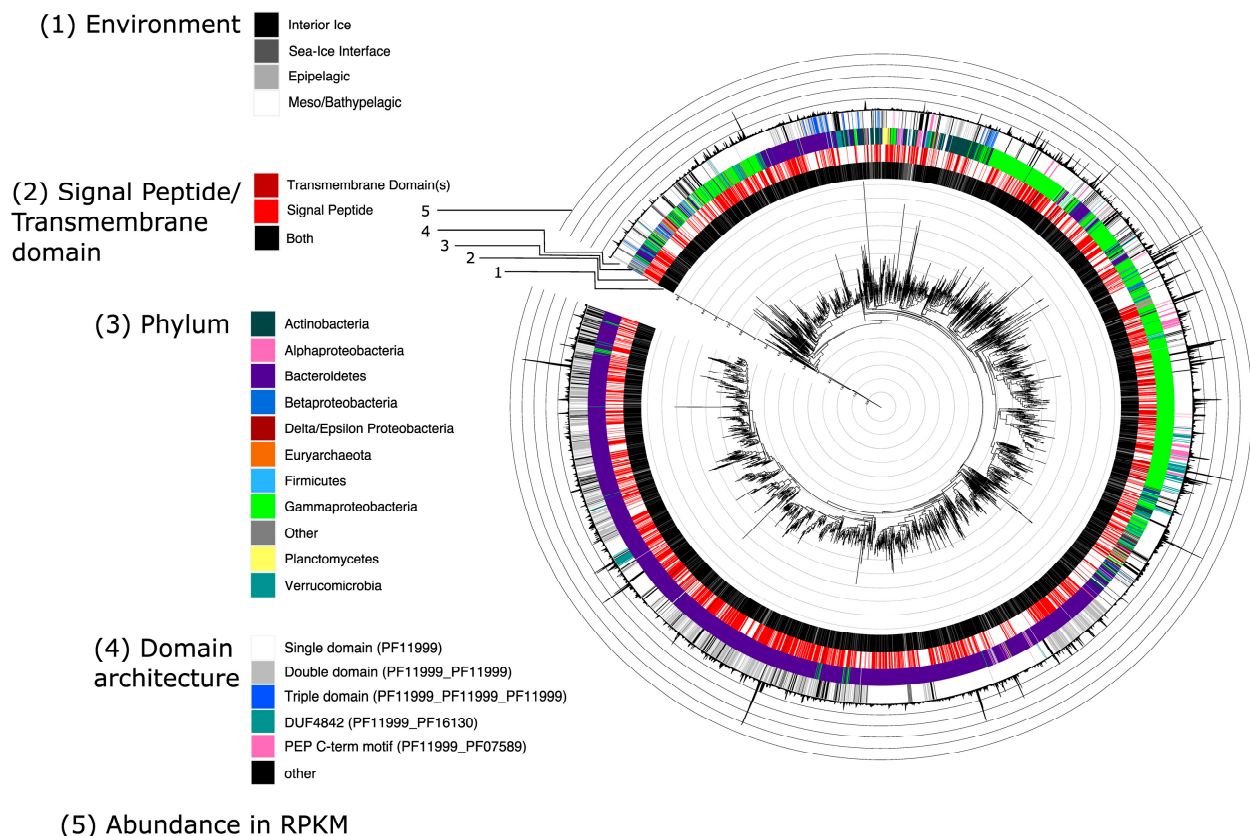 (1) Environment
Interior Ice
Sea-Ice Interface
Epipelagic
Meso/Bathypelagic
(2) Signal Peptide/
Transmembrane
domain
Transmembrane Domain(s)
Signal Peptide
Both
5
4
3
2
1
(3) Phylum
Actinobacteria
Alphaproteobacteria
Bacteroidetes
Betaproteobacteria
Delta/Epsilon Proteobacteria
Euryarchaeota
Firmicutes
Gammaproteobacteria
Other
Planctomycetes
Verrucomicrobia
(4) Domain
architecture
Single domain (PF11999)
Double domain (PF11999_PF11999)
Triple domain (PF11999_PF11999_PF11999)
DUF4842 (PF11999_PF16130)
PEP C-term motif (PF11999_PF07589)
other
(5) Abundance in RPKM